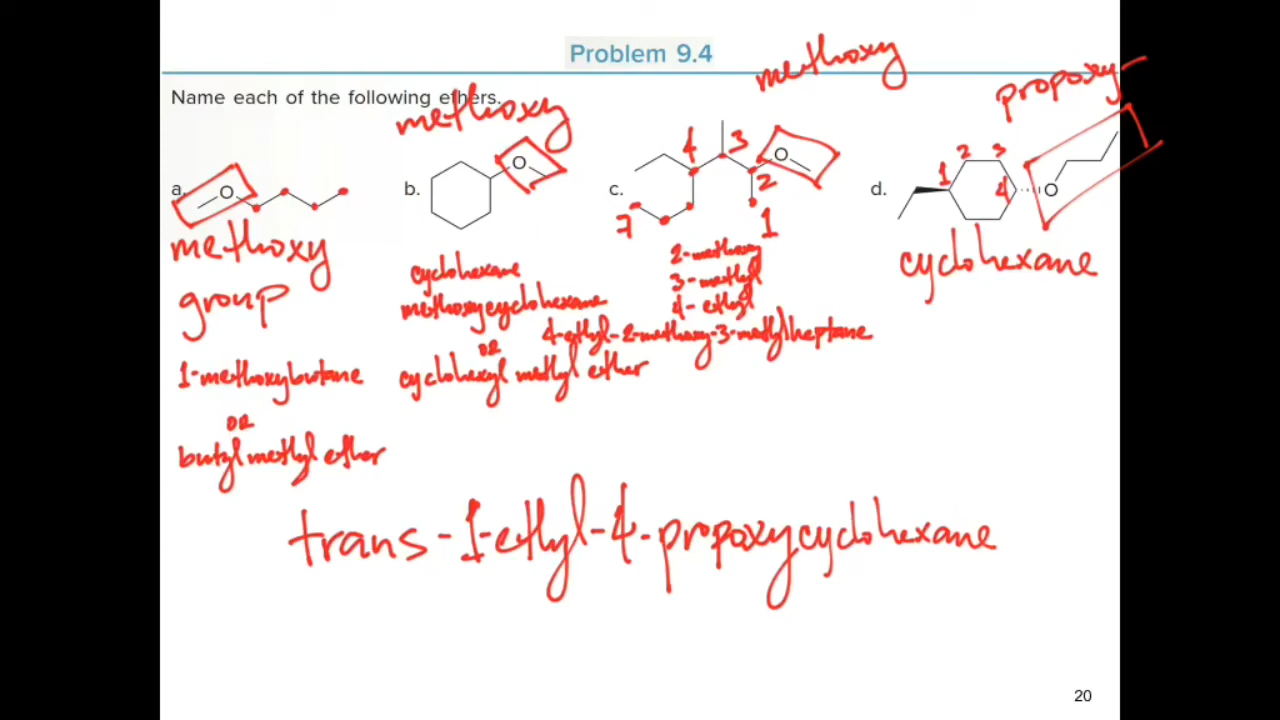 Problem 9.4
Name each of the following ethers.
methoxy
methoxy
propoxy-
a.
O
b.
O
c.
4
3
O
2
7
1
d.
1
2
3
4
O
methoxy
group
1-methoxybutane
OR
butyl methyl ether
cyclohexane
methoxycyclohexane
OR
cyclohexyl methyl ether
2-methoxy
3-methyl
4-ethyl
4-ethyl-2-methoxy-3-methylheptane
cyclohexane
trans-1-ethyl-4-propoxycyclohexane
20